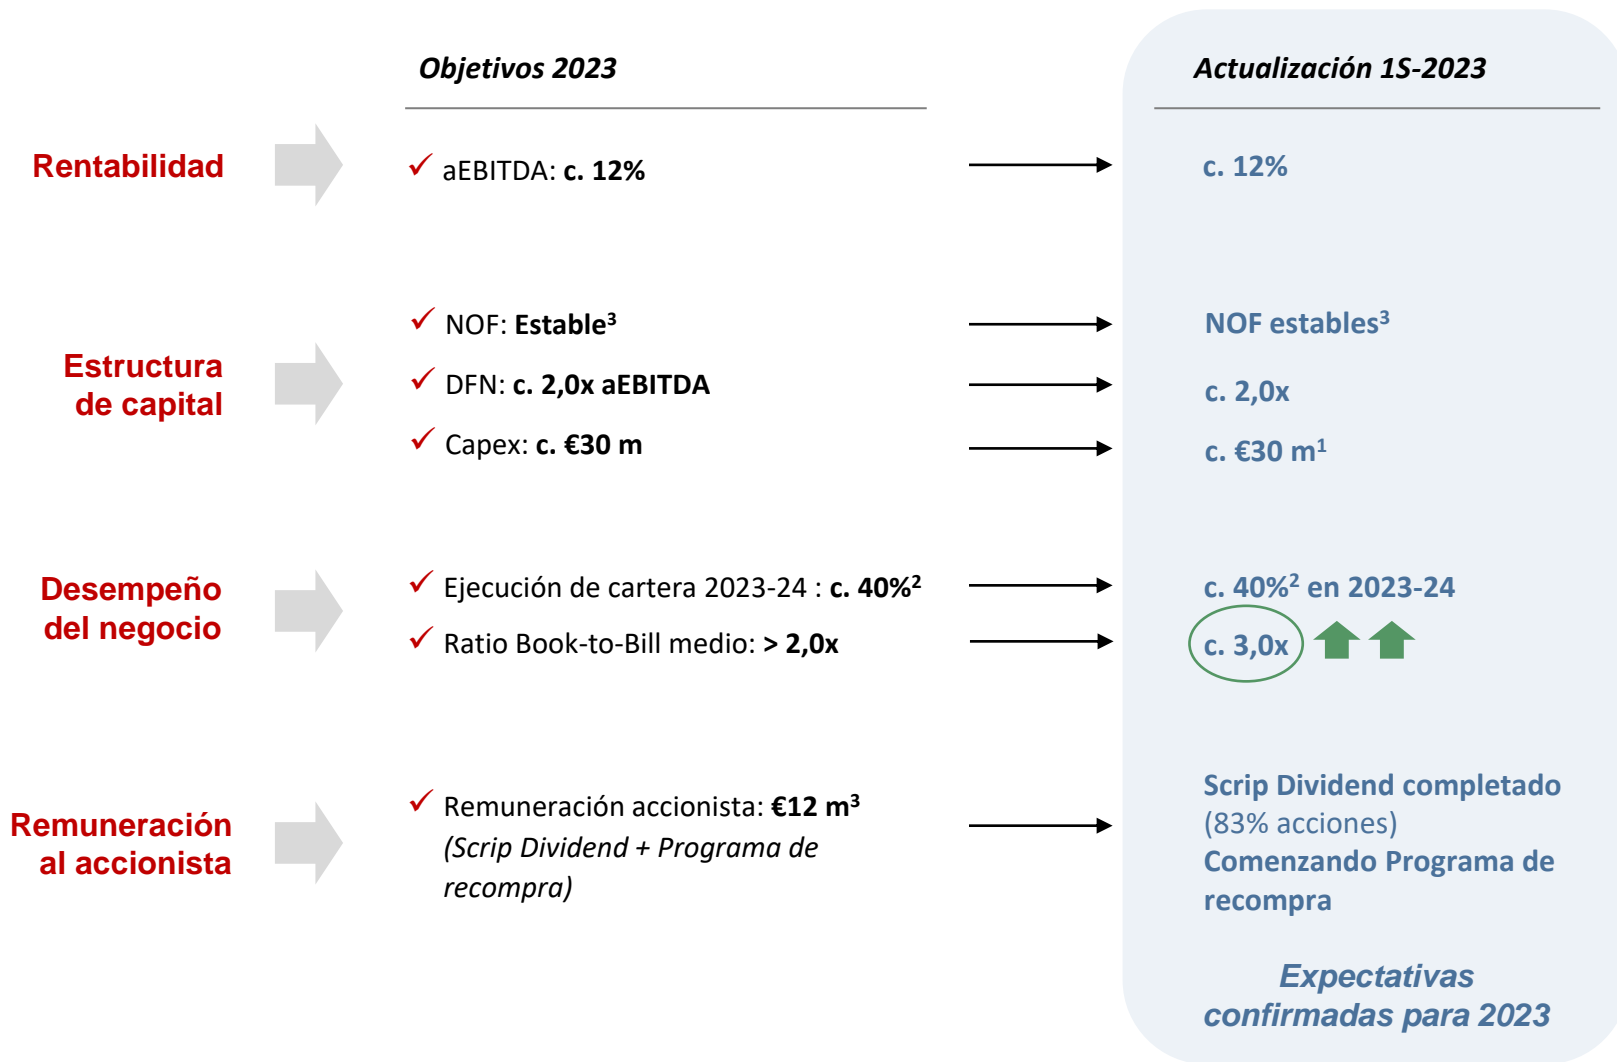 Objetivos 2023
Actualización 1S-2023
Rentabilidad
✓ aEBITDA: c. 12%
c. 12%
Estructura
de capital
✓ NOF: Estable³
NOF estables³
✓ DFN: c. 2,0x aEBITDA
c. 2,0x
✓ Capex: c. €30 m
c. €30 m¹
Desempeño
del negocio
✓ Ejecución de cartera 2023-24 : c. 40%²
c. 40%² en 2023-24
✓ Ratio Book-to-Bill medio: > 2,0x
c. 3,0x
Remuneración
al accionista
✓ Remuneración accionista: €12 m³
(Scrip Dividend + Programa de
recompra)
Scrip Dividend completado
(83% acciones)
Comenzando Programa de
recompra
Expectativas
confirmadas para 2023